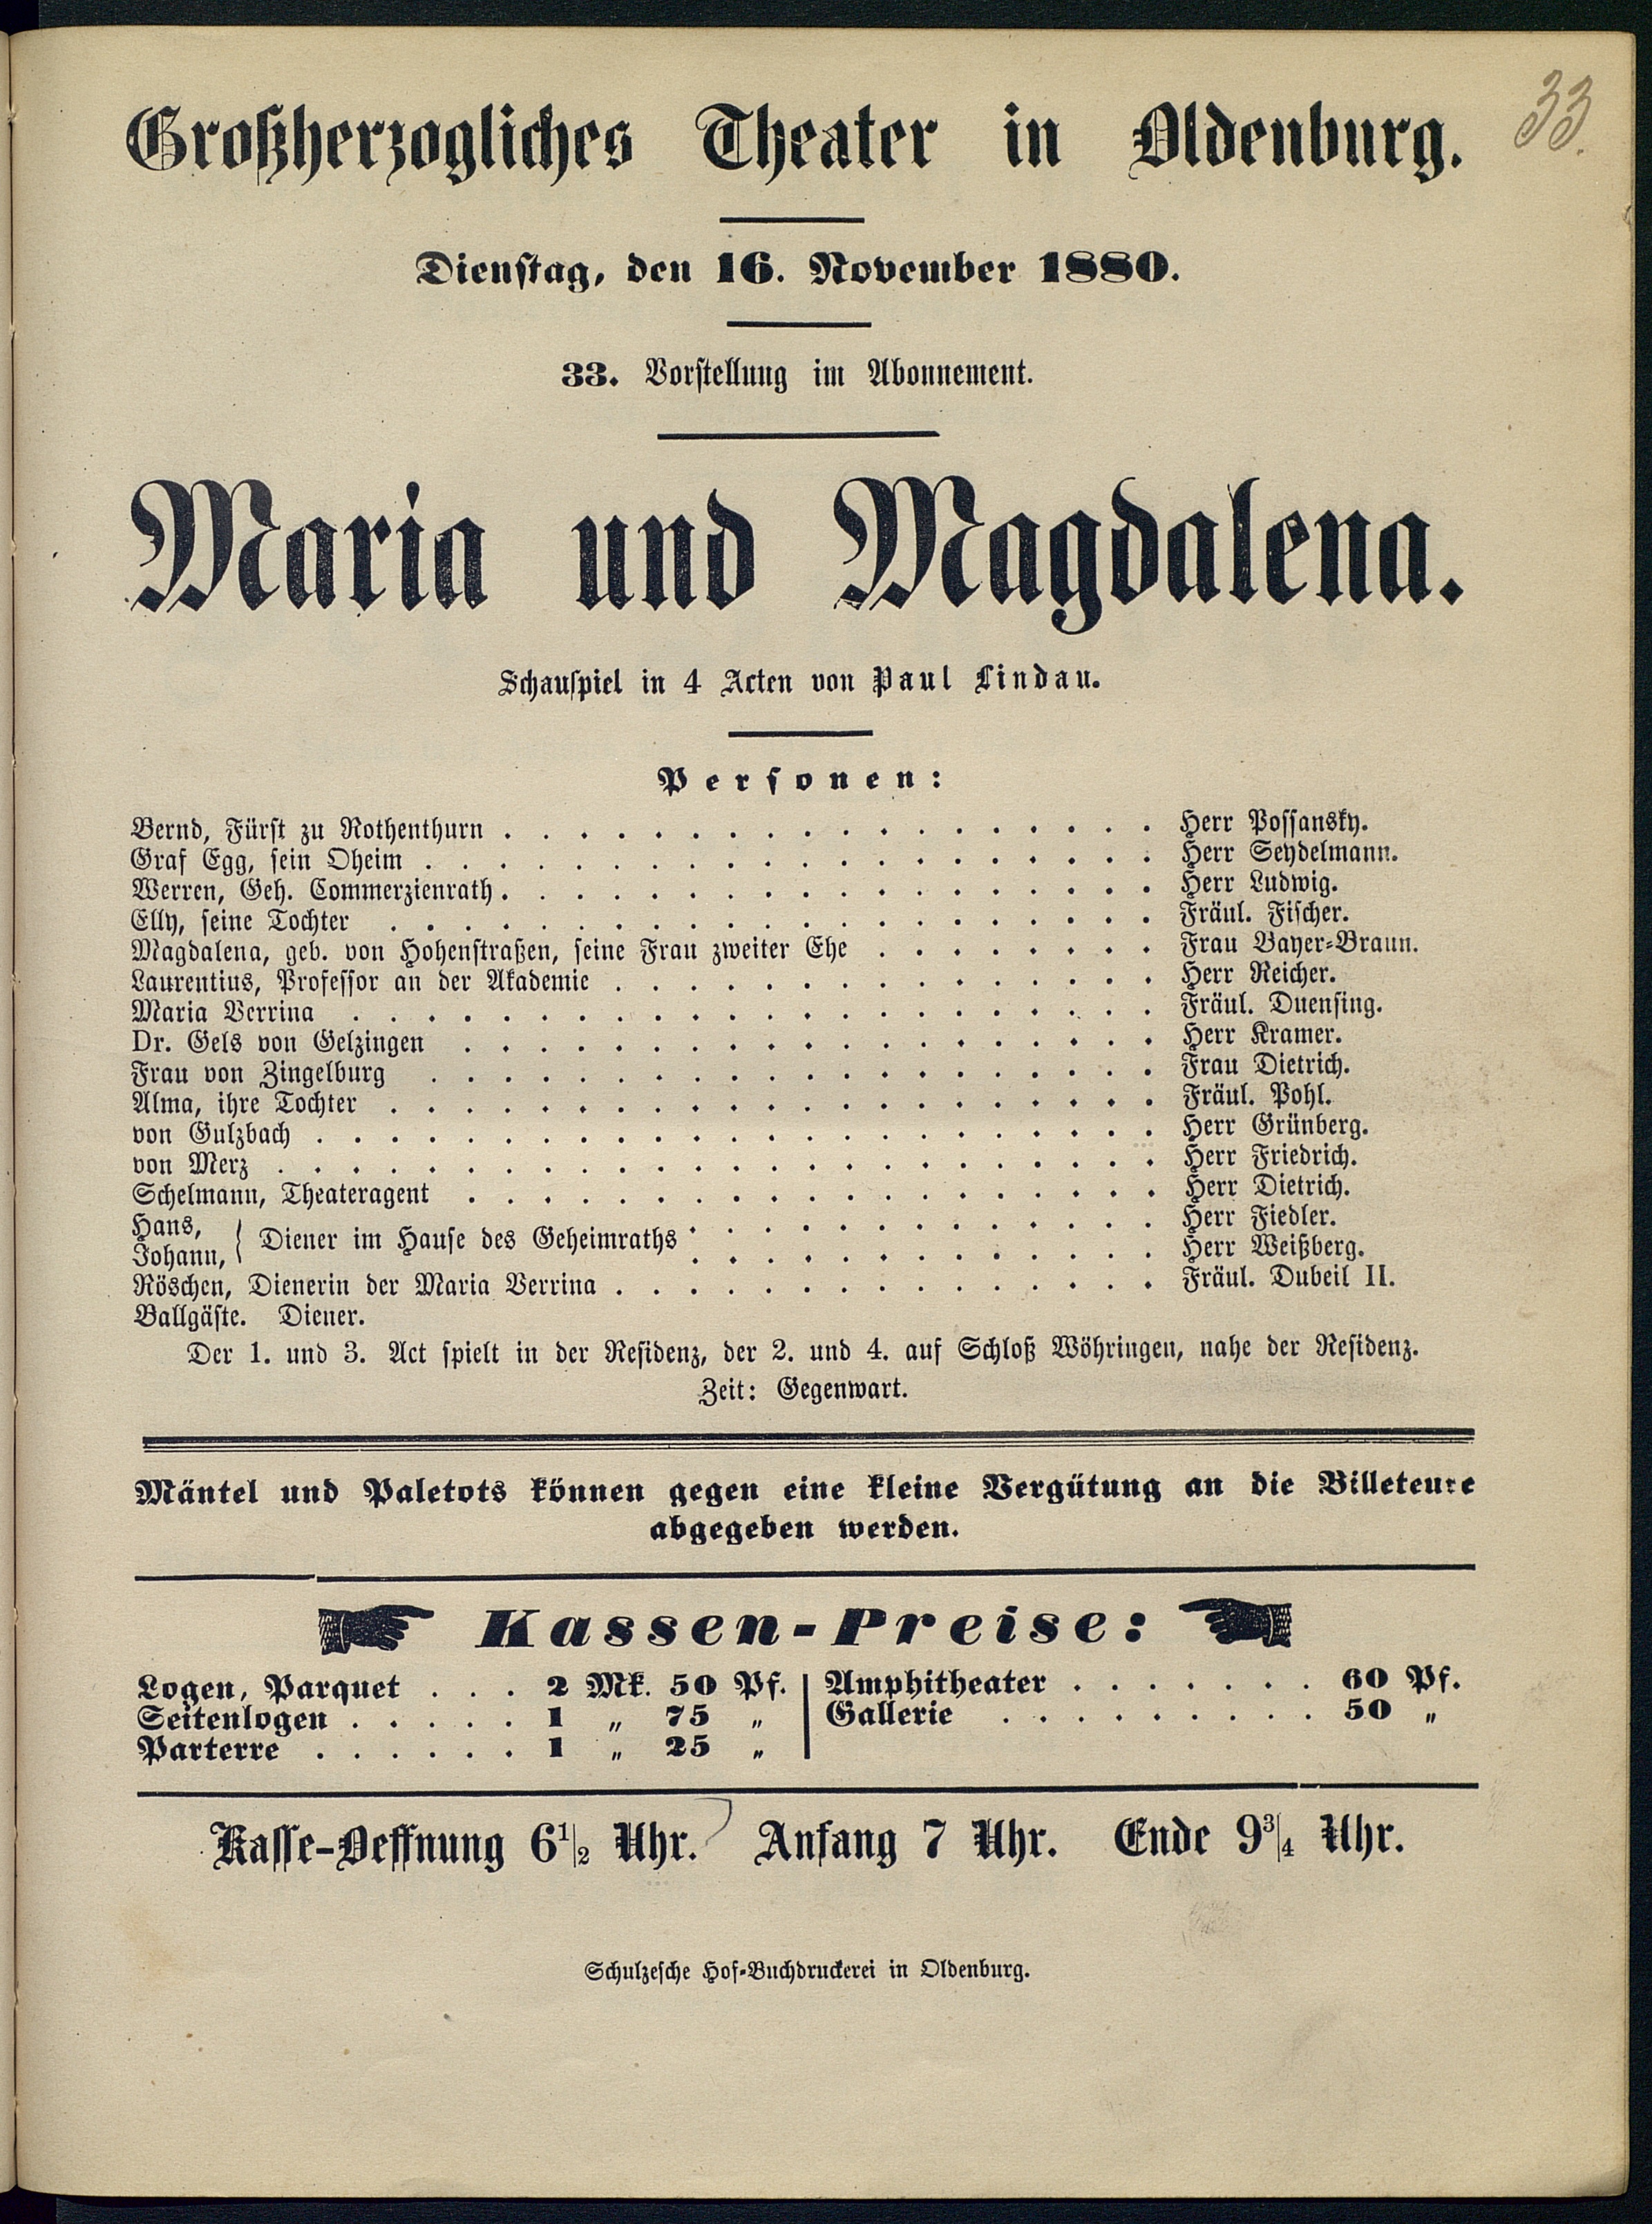 33.
Großherzogliches Theater in Oldenburg.
Dienstag, den 16. November 1880.
33. Vorstellung im Abonnement.
Maria und Magdalena.
Schauspiel in 4 Acten von Paul Lindau.
Personen:
Bernd, Fürst zu Rothenthurn . . . . . . . . . . . . . . . . . . Herr Possansky.
Graf Egg, sein Oheim . . . . . . . . . . . . . . . . . . . . Herr Seydelmann.
Werren, Geh. Commerzienrath . . . . . . . . . . . . . . . . . . Herr Ludwig.
Elly, seine Tochter . . . . . . . . . . . . . . . . . . . . . Fräul. Fischer.
Magdalena, geb. von Hohenstraßen, seine Frau zweiter Ehe . . . . . . . . Frau Bayer-Braun.
Laurentius, Professor an der Akademie . . . . . . . . . . . . . . . Herr Reicher.
Maria Verrina . . . . . . . . . . . . . . . . . . . . . . Fräul. Duensing.
Dr. Gels von Gelzingen . . . . . . . . . . . . . . . . . . . Herr Kramer.
Frau von Zingelburg . . . . . . . . . . . . . . . . . . . . Frau Dietrich.
Alma, ihre Tochter . . . . . . . . . . . . . . . . . . . . . Fräul. Pohl.
von Gulzbach . . . . . . . . . . . . . . . . . . . . . . . Herr Grünberg.
von Merz . . . . . . . . . . . . . . . . . . . . . . . . Herr Friedrich.
Schelmann, Theateragent . . . . . . . . . . . . . . . . . . . Herr Dietrich.
Hans, . . . . . . . . . . . . . Herr Fiedler.
Diener im Hause des Geheimraths
Johann, . . . . . . . . . . . . . Herr Weißberg.
Röschen, Dienerin der Maria Verrina . . . . . . . . . . . . . . . Fräul. Dubeil II.
Ballgäste. Diener.
Der 1. und 3. Act spielt in der Residenz, der 2. und 4. auf Schloß Wöhringen, nahe der Residenz.
Zeit: Gegenwart.
Mäntel und Paletots können gegen eine kleine Vergütung an die Billeteure
abgegeben werden.
Kassen-Preise:
Logen, Parquet . . . 2 Mk. 50 Pf.
Seitenlogen . . . . . 1 „ 75 „
Parterre . . . . . . 1 „ 25 „
Amphitheater . . . . . . . 60 Pf.
Gallerie . . . . . . . . . 50 „
Kasse-Oeffnung 6½ Uhr. Anfang 7 Uhr. Ende 9¾ Uhr.
Schulzesche Hof-Buchdruckerei in Oldenburg.